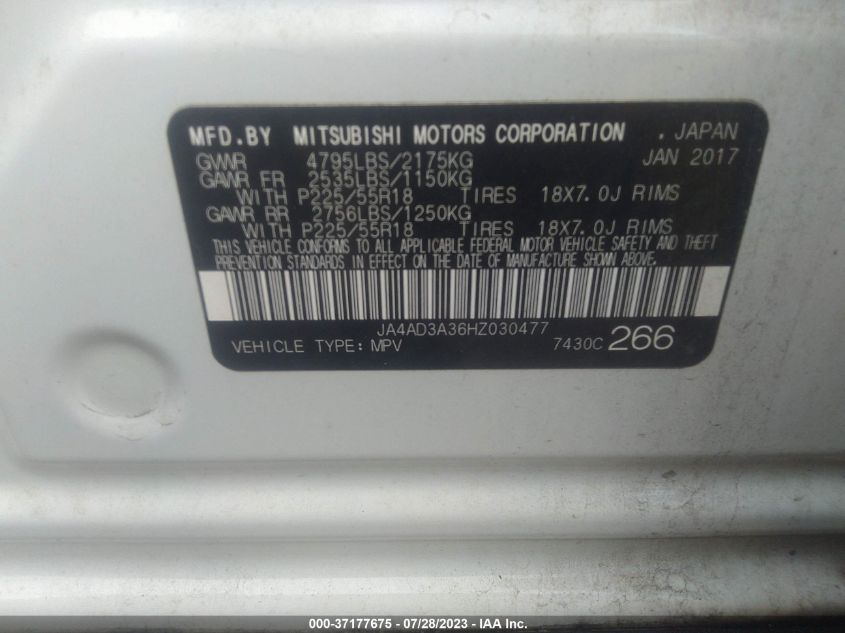 MFD.BY MITSUBISHI MOTORS CORPORATION . JAPAN
GVWR 4795LBS/2175KG JAN 2017
GAWR FR 2535LBS/1150KG
WITH P225/55R18 TIRES 18X7.0J RIMS
GAWR RR 2756LBS/1250KG
WITH P225/55R18 TIRES 18X7.0J RIMS
THIS VEHICLE CONFORMS TO ALL APPLICABLE FEDERAL MOTOR VEHICLE SAFETY AND THEFT
PREVENTION STANDARDS IN EFFECT ON THE DATE OF MANUFACTURE SHOWN ABOVE.
JA4AD3A36HZ030477
VEHICLE TYPE: MPV 7430C 266
000-37177675 - 07/28/2023 - IAA Inc.